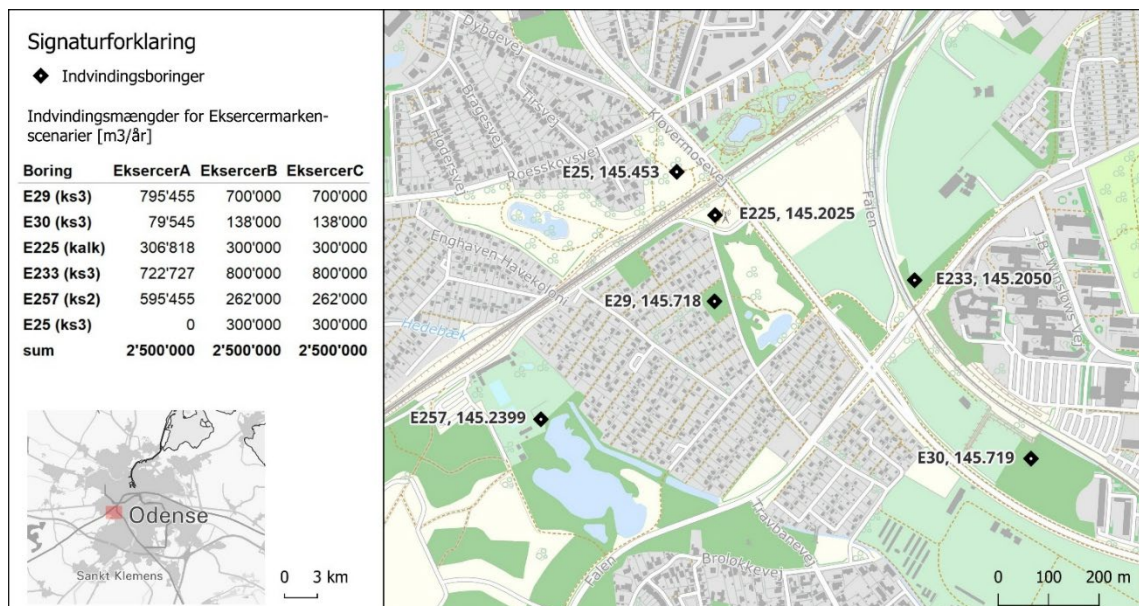 Signaturforklaring
Indvindingsboringer
Indvindingsmængder for Eksercermarken-
scenarier [m3/år]
Boring EksercerA EksercerB EksercerC
E29 (ks3) 795'455 700'000 700'000
E30 (ks3) 79'545 138'000 138'000
E225 (kalk) 306'818 300'000 300'000
E233 (ks3) 722'727 800'000 800'000
E257 (ks2) 595'455 262'000 262'000
E25 (ks3) 0 300'000 300'000
sum 2'500'000 2'500'000 2'500'000
Odense
Sankt Klemens
0 3 km
Dybdevej
Tirsvej
Bragesvej
Hødersvej
Roesskovsvej
Kløvermosevej
E25, 145.453
E225, 145.2025
Falen
Enghaven Havekoloni
E29, 145.718
E233, 145.2050
J. B. Winsløws Vej
Hedebæk
E257, 145.2399
E30, 145.719
Travbanevej
Broløkkevej
Falen
0 100 200 m